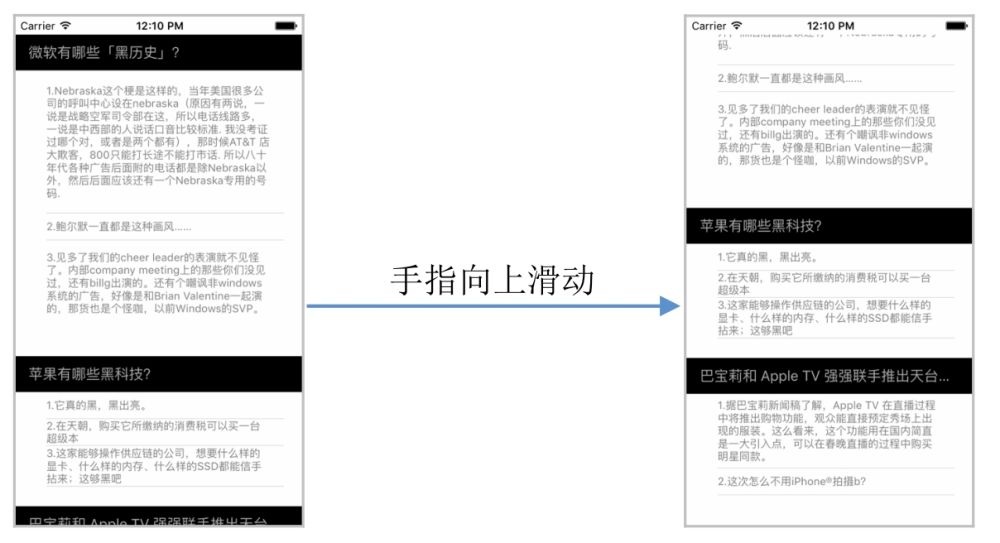 Carrier 12:10 PM
微软有哪些「黑历史」?
1.Nebraska这个梗是这样的，当年美国很多公
司的呼叫中心设在nebraska（原因有两说，一
说是战略空军司令部在这，所以电话线路多，
一说是中西部的人说话口音比较标准. 我没考证
过哪个对，或者是两个都有），那时候AT&T 店
大欺客，800只能打长途不能打市话. 所以八十
年代各种广告后面附的电话都是除Nebraska以
外，然后后面应该还有一个Nebraska专用的号
码.
2.鲍尔默一直都是这种画风......
3.见多了我们的cheer leader的表演就不见怪
了。内部company meeting上的那些你们没见
过，还有billg出演的。还有个嘲讽非windows
系统的广告，好像是和Brian Valentine一起演
的，那货也是个怪咖，以前Windows的SVP。
苹果有哪些黑科技?
1.它真的黑，黑出亮。
2.在天朝，购买它所缴纳的消费税可以买一台
超级本
3.这家能够操作供应链的公司，想要什么样的
显卡、什么样的内存、什么样的SSD都能信手
拈来；这够黑吧
巴宝莉和 Apple TV 强强联手推出天台
手指向上滑动
Carrier 12:10 PM
外，然后后面应该还有一个Nebraska专用的号
码.
2.鲍尔默一直都是这种画风......
3.见多了我们的cheer leader的表演就不见怪
了。内部company meeting上的那些你们没见
过，还有billg出演的。还有个嘲讽非windows
系统的广告，好像是和Brian Valentine一起演
的，那货也是个怪咖，以前Windows的SVP。
苹果有哪些黑科技?
1.它真的黑，黑出亮。
2.在天朝，购买它所缴纳的消费税可以买一台
超级本
3.这家能够操作供应链的公司，想要什么样的
显卡、什么样的内存、什么样的SSD都能信手
拈来；这够黑吧
巴宝莉和 Apple TV 强强联手推出天台...
1.据巴宝莉新闻稿了解，Apple TV 在直播过程
中将推出购物功能，观众能直接预定秀场上出
现的服装。这么看来，这个功能用在国内简直
是一大引入点，可以在春晚直播的过程中购买
明星同款。
2.这次怎么不用iPhone®拍摄b?